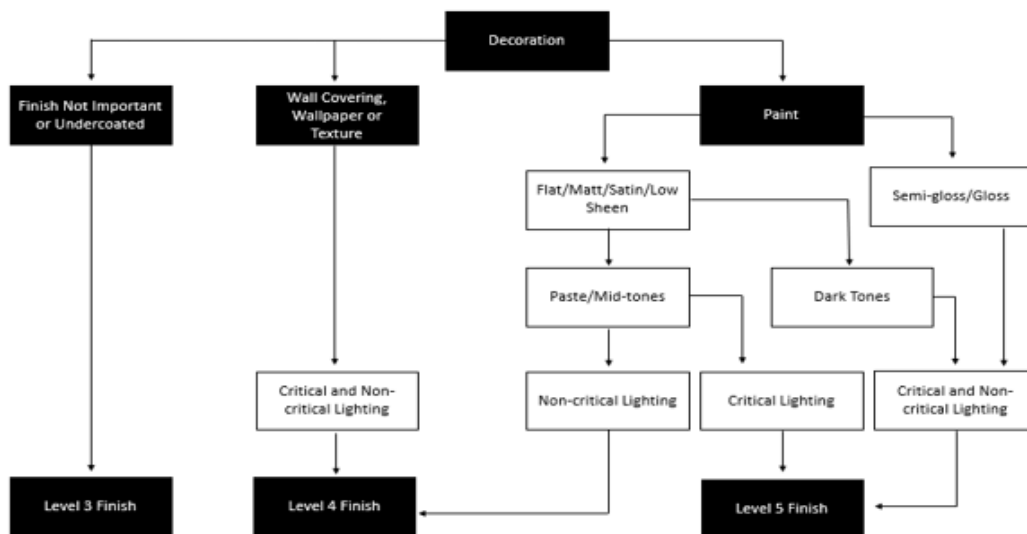 Decoration
Finish Not Important
or Undercoated
Wall Covering,
Wallpaper or
Texture
Paint
Flat/Matt/Satin/Low
Sheen
Semi-gloss/Gloss
Paste/Mid-tones
Dark Tones
Critical and Non-
critical Lighting
Non-critical Lighting
Critical Lighting
Critical and Non-
critical Lighting
Level 3 Finish
Level 4 Finish
Level 5 Finish